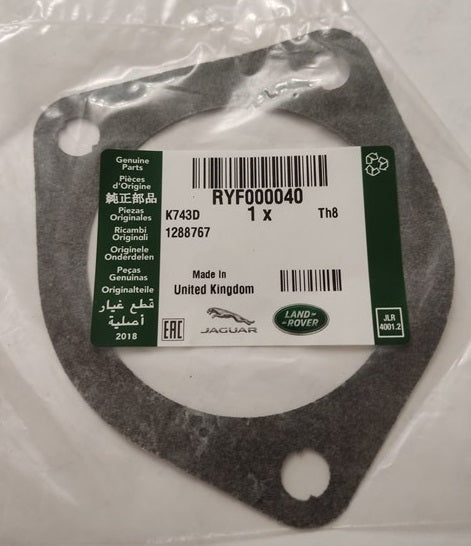 Genuine
Parts
Pièces
d'Origine
純正部品
Piezas
Originales
Ricambi
Originali
Originele
Onderdelen
Peças
Genuinas
Originalteile
قطع غيار
أصلية
2018
RYF000040
K743D
1 x
Th8
1288767
Made In
United Kingdom
EAC
JAGUAR
LAND-
ROVER
JLR
4001.2